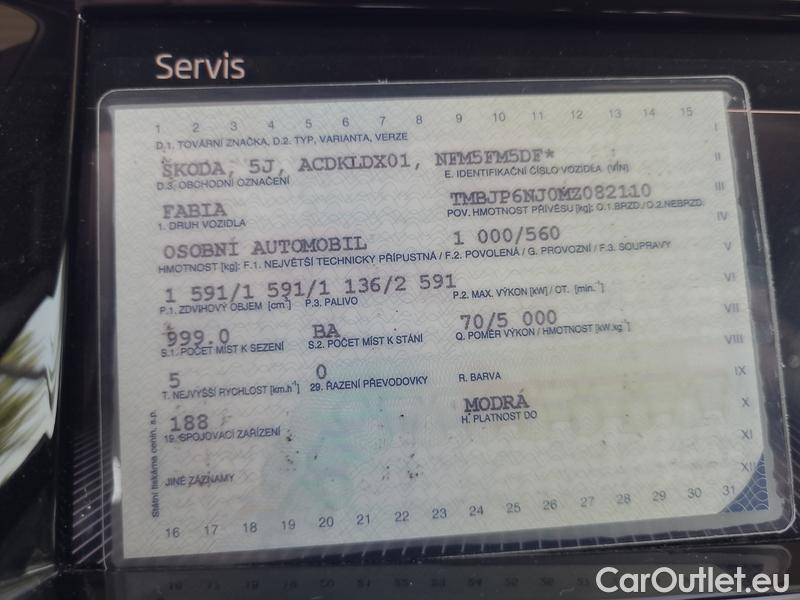 Servis
1 2 3 4 5 6 7 8 9 10 11 12 13 14 15
D.1. TOVÁRNÍ ZNAČKA, D.2. TYP, VARIANTA, VERZE
I
ŠKODA, 5J, ACDKLDX01, NFM5FM5DF*
II
D.3. OBCHODNÍ OZNAČENÍ E. IDENTIFIKAČNÍ ČÍSLO VOZIDLA (VIN)
FABIA TMBJP6NJ0MZ082110
III
1. DRUH VOZIDLA POV. HMOTNOST PŘÍVĚSU [kg]: O.1.BRZD./O.2.NEBRZD.
IV
OSOBNÍ AUTOMOBIL 1 000/560
HMOTNOST [kg]: F.1. NEJVĚTŠÍ TECHNICKY PŘÍPUSTNÁ / F.2. POVOLENÁ / G. PROVOZNÍ / F.3. SOUPRAVY
V
1 591/1 591/1 136/2 591
VI
P.1. ZDVIHOVÝ OBJEM [cm³] P.3. PALIVO P.2. MAX. VÝKON [kW] / OT. [min.⁻¹]
999.0 BA 70/5 000
VII
S.1. POČET MÍST K SEZENÍ S.2. POČET MÍST K STÁNÍ Q. POMĚR VÝKON / HMOTNOST [kW.kg⁻¹]
VIII
5 0
IX
T. NEJVYŠŠÍ RYCHLOST [km.h⁻¹] 29. ŘAZENÍ PŘEVODOVKY R. BARVA
188 MODRÁ
X
19. SPOJOVACÍ ZAŘÍZENÍ H. PLATNOST DO
XI
JINÉ ZÁZNAMY
XII
Státní tiskárna cenin, s.p.
16 17 18 19 20 21 22 23 24 25 26 27 28 29 30 31
CarOutlet.eu